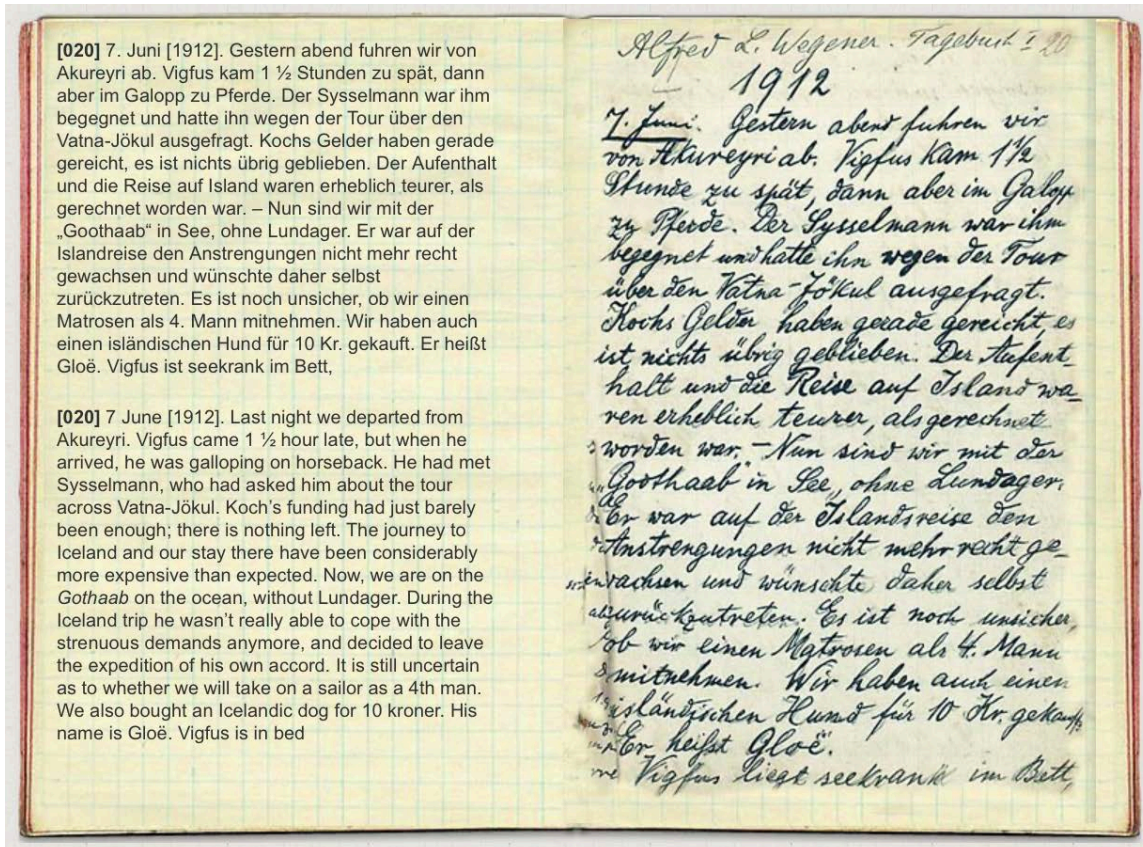 [020] 7. Juni [1912]. Gestern abend fuhren wir von
Akureyri ab. Vigfus kam 1 ½ Stunden zu spät, dann
aber im Galopp zu Pferde. Der Sysselmann war ihm
begegnet und hatte ihn wegen der Tour über den
Vatna-Jökul ausgefragt. Kochs Gelder haben gerade
gereicht, es ist nichts übrig geblieben. Der Aufenthalt
und die Reise auf Island waren erheblich teurer, als
gerechnet worden war. – Nun sind wir mit der
„Goothaab“ in See, ohne Lundager. Er war auf der
Islandreise den Anstrengungen nicht mehr recht
gewachsen und wünschte daher selbst
zurückzutreten. Es ist noch unsicher, ob wir einen
Matrosen als 4. Mann mitnehmen. Wir haben auch
einen isländischen Hund für 10 Kr. gekauft. Er heißt
Gloë. Vigfus ist seekrank im Bett,
[020] 7 June [1912]. Last night we departed from
Akureyri. Vigfus came 1 ½ hour late, but when he
arrived, he was galloping on horseback. He had met
Sysselmann, who had asked him about the tour
across Vatna-Jökul. Koch’s funding had just barely
been enough; there is nothing left. The journey to
Iceland and our stay there have been considerably
more expensive than expected. Now, we are on the
Gothaab on the ocean, without Lundager. During the
Iceland trip he wasn’t really able to cope with the
strenuous demands anymore, and decided to leave
the expedition of his own accord. It is still uncertain
as to whether we will take on a sailor as a 4th man.
We also bought an Icelandic dog for 10 kroner. His
name is Gloë. Vigfus is in bed
Alfred L. Wegener. Tagebuch I 20
1912
7. Juni. Gestern abend fuhren wir
von Akureyri ab. Vigfus kam 1½
Stunde zu spät, dann aber im Galopp
zu Pferde. Der Sysselmann war ihm
begegnet und hatte ihn wegen der Tour
über den Vatna-Jökul ausgefragt.
Kochs Gelder haben gerade gereicht, es
ist nichts übrig geblieben. Der Aufent-
halt und die Reise auf Island wa-
ren erheblich teurer, als gerechnet
worden war. – Nun sind wir mit der
„Godthaab“ in See, ohne Lundager.
Er war auf der Islandsreise den
Anstrengungen nicht mehr recht ge-
wachsen und wünschte daher selbst
zurückzutreten. Es ist noch unsicher,
ob wir einen Matrosen als 4. Mann
mitnehmen. Wir haben auch einen
isländischen Hund für 10 Kr. gekauft.
Er heißt Gloë.
Vigfus liegt seekrank im Bett,